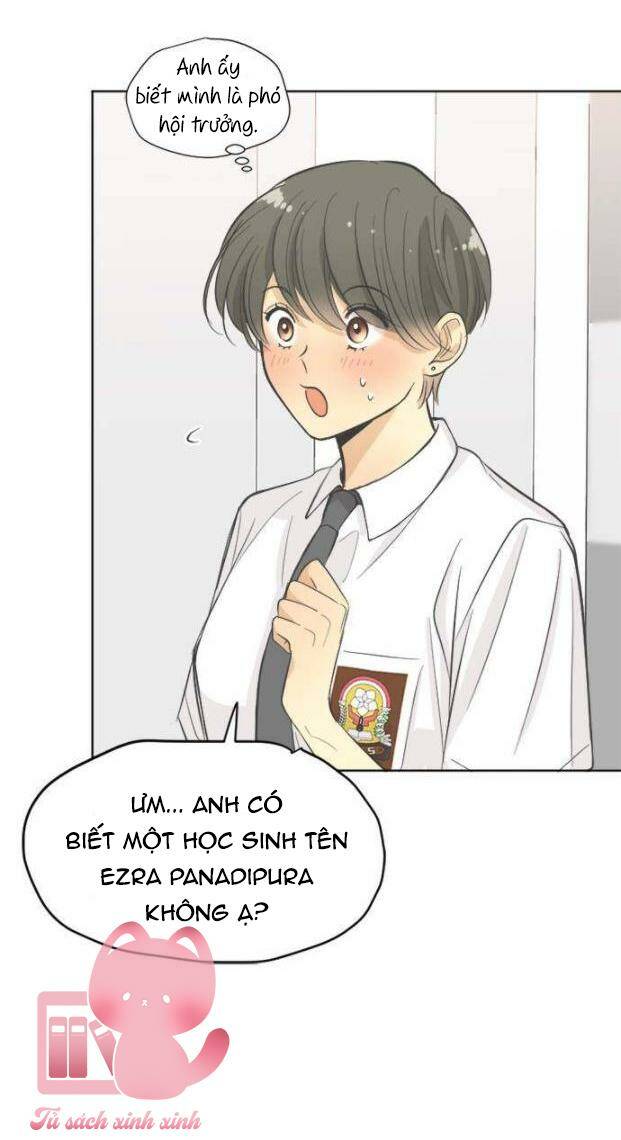 Anh ấy
biết mình là phó
hội trưởng.
ƯM... ANH CÓ
BIẾT MỘT HỌC SINH TÊN
EZRA PANADIPURA
KHÔNG Ạ?
Tủ sách xinh xinh